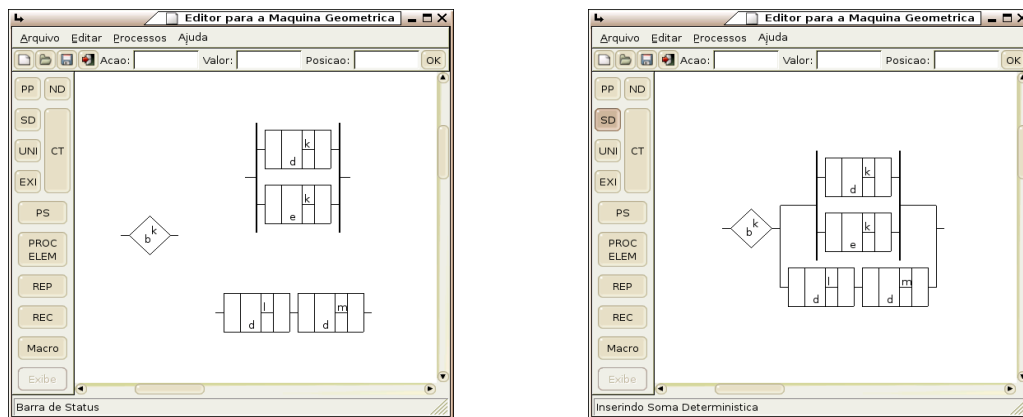 Editor para a Maquina Geometrica
Arquivo Editar Processos Ajuda
Acao: Valor: Posicao: OK
PP ND
SD
UNI CT
EXI
PS
PROC
ELEM
REP
REC
Macro
Exibe
k
d
k
e
k
b
l
d
m
d
Barra de Status
Editor para a Maquina Geometrica
Arquivo Editar Processos Ajuda
Acao: Valor: Posicao: OK
PP ND
SD
UNI CT
EXI
PS
PROC
ELEM
REP
REC
Macro
Exibe
k
d
k
e
k
b
l
d
m
d
Inserindo Soma Deterministica